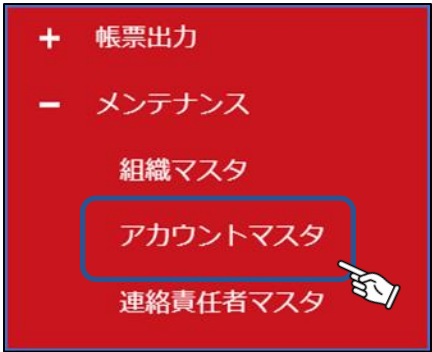 + 帳票出力
− メンテナンス
組織マスタ
アカウントマスタ
連絡責任者マスタ